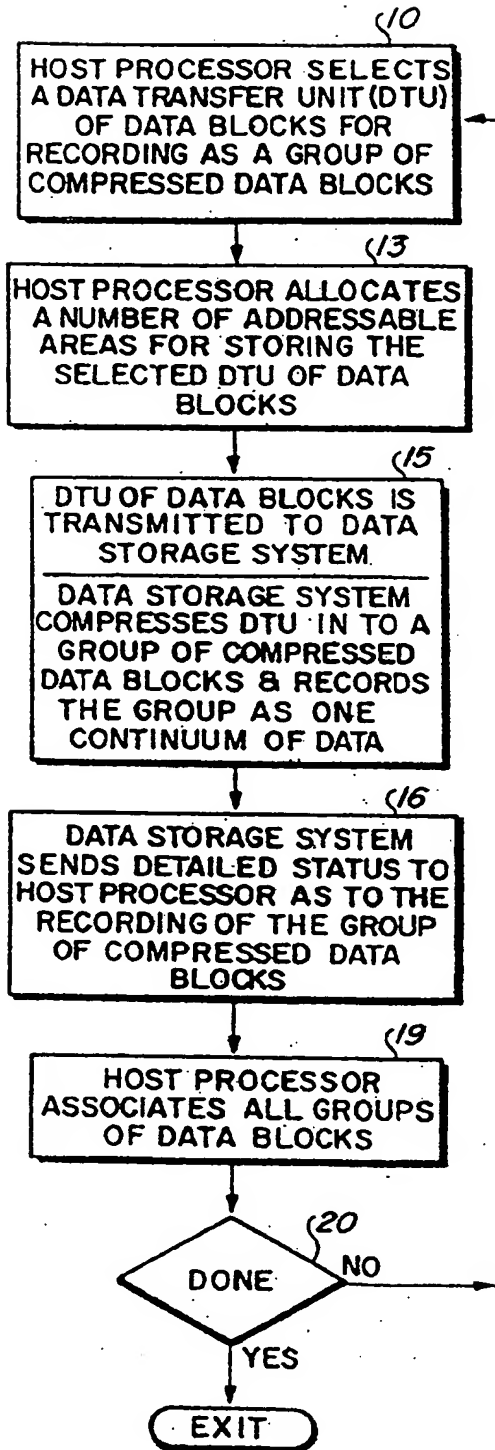 10
HOST PROCESSOR SELECTS
A DATA TRANSFER UNIT (DTU)
OF DATA BLOCKS FOR
RECORDING AS A GROUP OF
COMPRESSED DATA BLOCKS
13
HOST PROCESSOR ALLOCATES
A NUMBER OF ADDRESSABLE
AREAS FOR STORING THE
SELECTED DTU OF DATA
BLOCKS
15
DTU OF DATA BLOCKS IS
TRANSMITTED TO DATA
STORAGE SYSTEM
DATA STORAGE SYSTEM
COMPRESSES DTU IN TO A
GROUP OF COMPRESSED
DATA BLOCKS & RECORDS
THE GROUP AS ONE
CONTINUUM OF DATA
16
DATA STORAGE SYSTEM
SENDS DETAILED STATUS TO
HOST PROCESSOR AS TO THE
RECORDING OF THE GROUP
OF COMPRESSED DATA
BLOCKS
19
HOST PROCESSOR
ASSOCIATES ALL GROUPS
OF DATA BLOCKS
20
DONE
NO
YES
EXIT